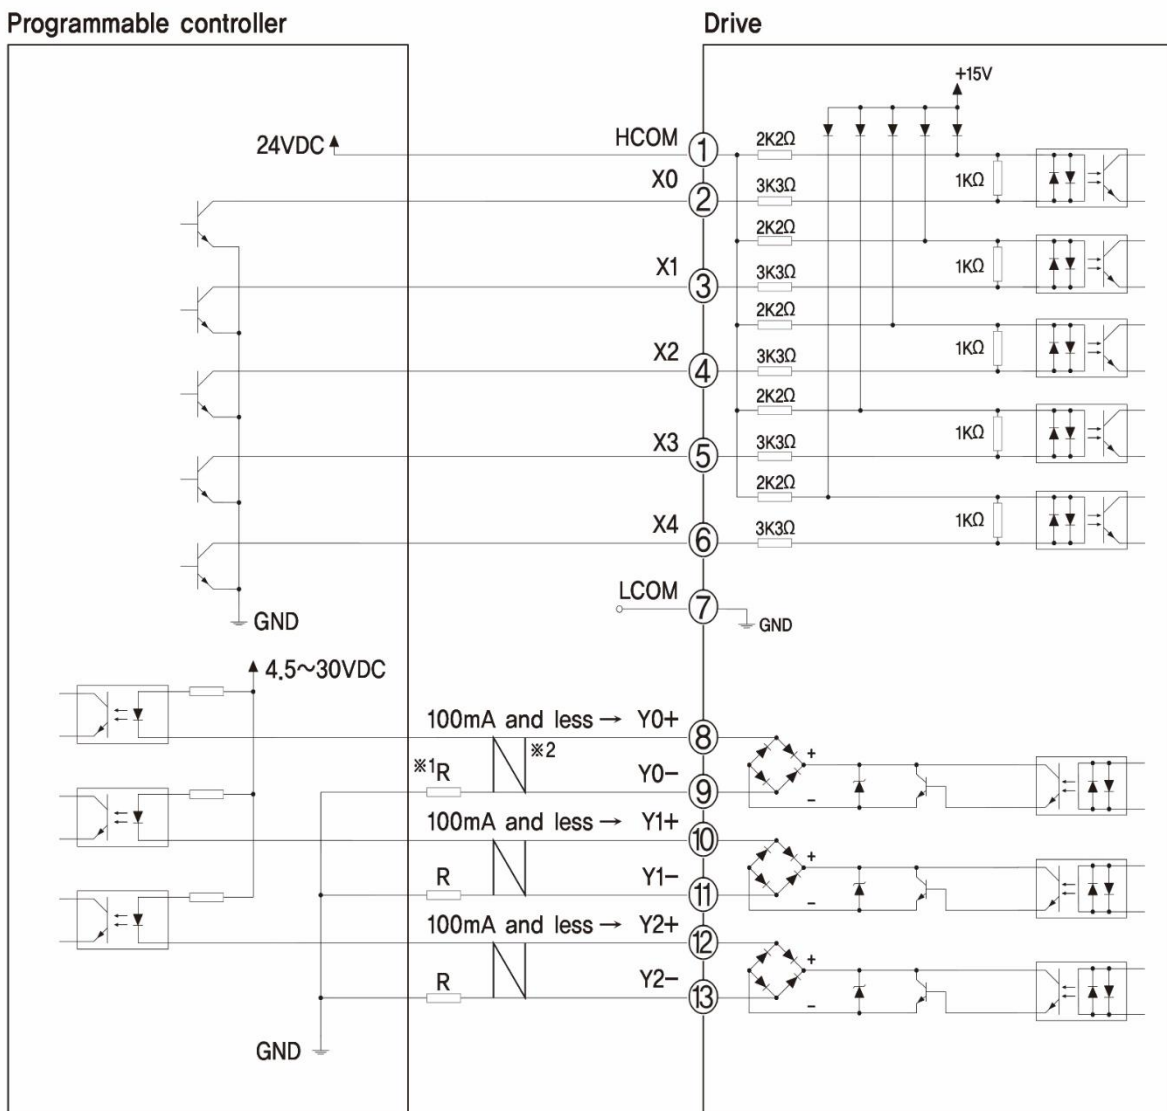 Programmable controller
Drive
+15V
24VDC
HCOM
1
2K2Ω
1KΩ
X0
2
3K3Ω
2K2Ω
1KΩ
X1
3
3K3Ω
2K2Ω
1KΩ
X2
4
3K3Ω
2K2Ω
1KΩ
X3
5
3K3Ω
2K2Ω
1KΩ
X4
6
3K3Ω
LCOM
7
GND
GND
4.5~30VDC
100mA and less → Y0+
8
※2
+
※1R
Y0-
9
-
100mA and less → Y1+
10
+
R
Y1-
11
-
100mA and less → Y2+
12
+
R
Y2-
13
-
GND